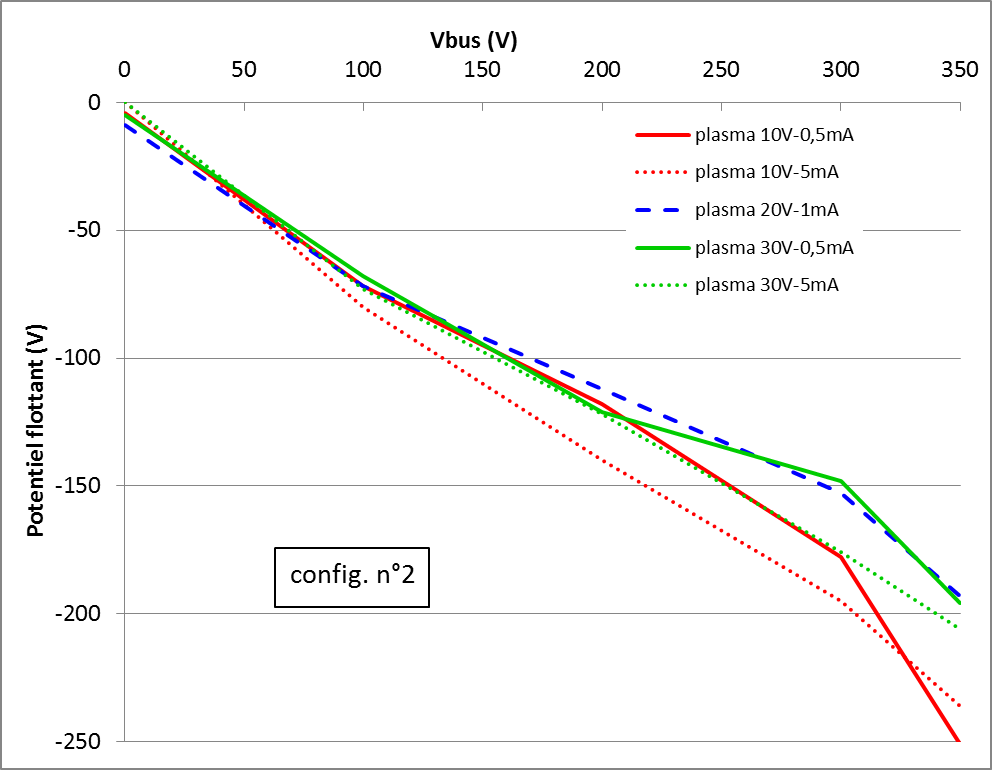 Vbus (V)
0 50 100 150 200 250 300 350
0
-50
-100
-150
-200
-250
Potentiel flottant (V)
plasma 10V-0,5mA
plasma 10V-5mA
plasma 20V-1mA
plasma 30V-0,5mA
plasma 30V-5mA
config. n°2